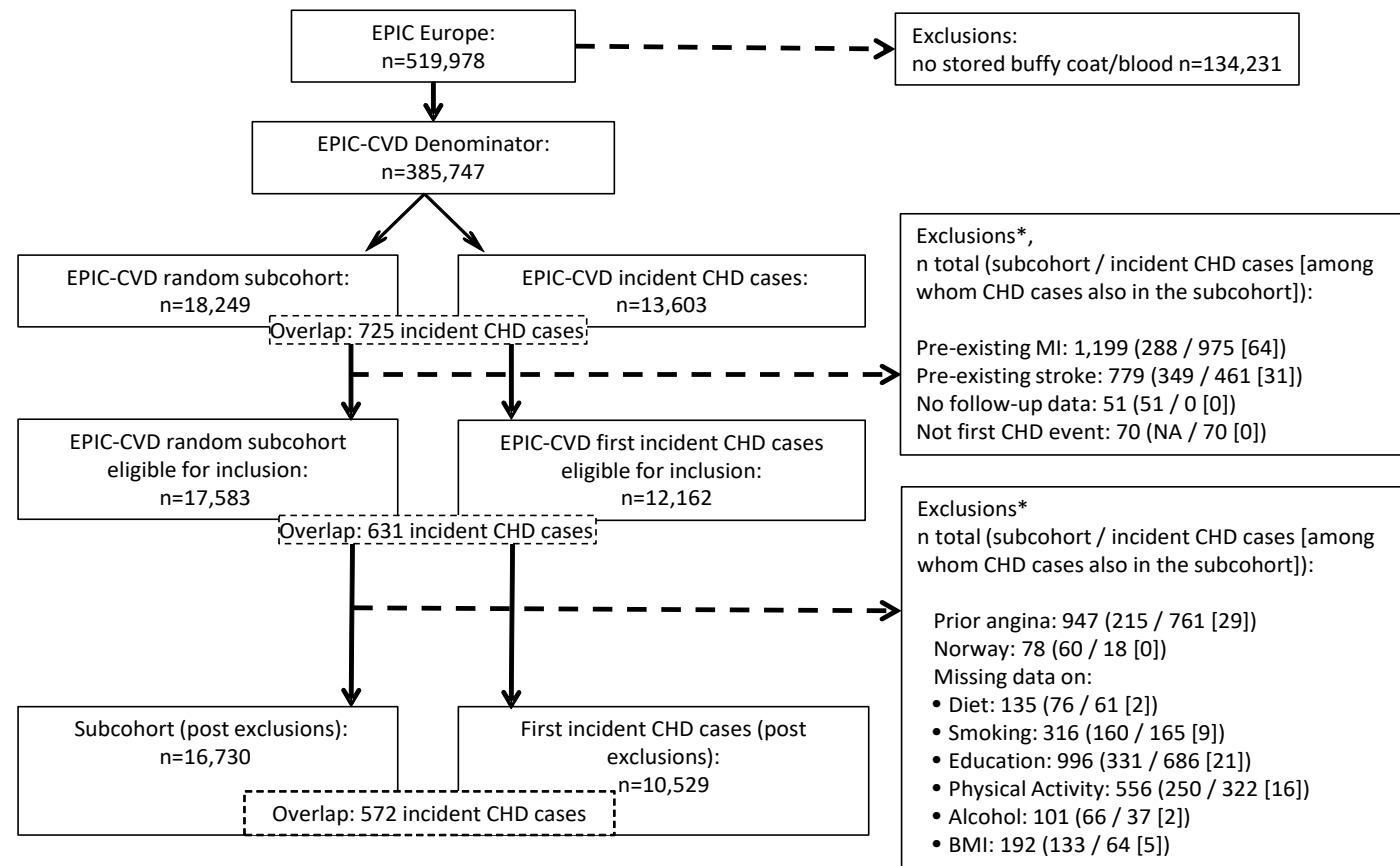 EPIC Europe:
n=519,978
Exclusions:
no stored buffy coat/blood n=134,231
EPIC-CVD Denominator:
n=385,747
EPIC-CVD random subcohort:
n=18,249
EPIC-CVD incident CHD cases:
n=13,603
Overlap: 725 incident CHD cases
Exclusions*,
n total (subcohort / incident CHD cases [among
whom CHD cases also in the subcohort]):
Pre-existing MI: 1,199 (288 / 975 [64])
Pre-existing stroke: 779 (349 / 461 [31])
No follow-up data: 51 (51 / 0 [0])
Not first CHD event: 70 (NA / 70 [0])
EPIC-CVD random subcohort
eligible for inclusion:
n=17,583
EPIC-CVD first incident CHD cases
eligible for inclusion:
n=12,162
Overlap: 631 incident CHD cases
Exclusions*
n total (subcohort / incident CHD cases [among
whom CHD cases also in the subcohort]):
Prior angina: 947 (215 / 761 [29])
Norway: 78 (60 / 18 [0])
Missing data on:
• Diet: 135 (76 / 61 [2])
• Smoking: 316 (160 / 165 [9])
• Education: 996 (331 / 686 [21])
• Physical Activity: 556 (250 / 322 [16])
• Alcohol: 101 (66 / 37 [2])
• BMI: 192 (133 / 64 [5])
Subcohort (post exclusions):
n=16,730
First incident CHD cases (post
exclusions):
n=10,529
Overlap: 572 incident CHD cases